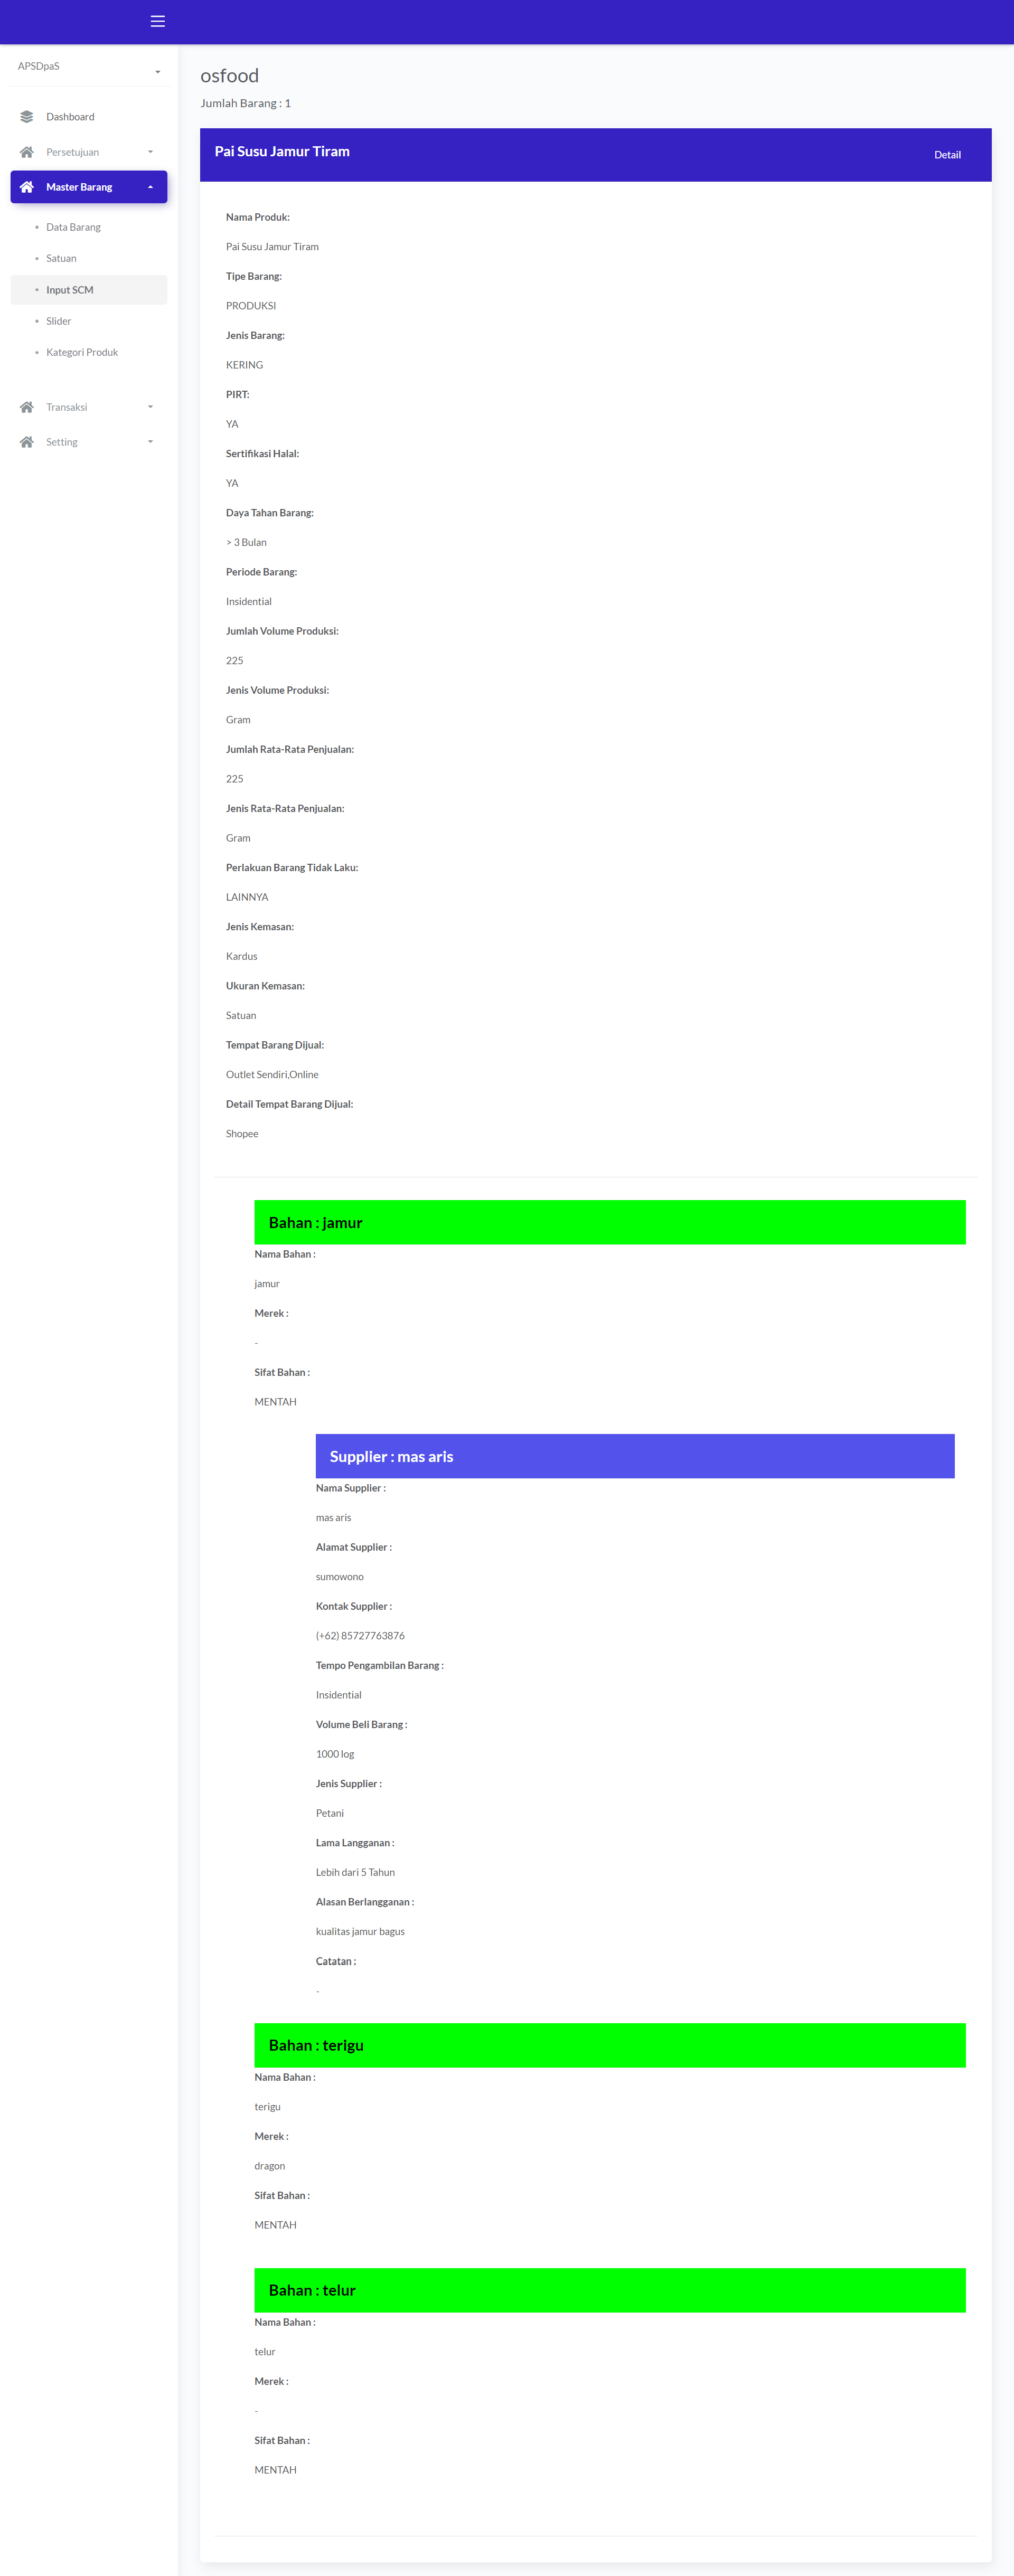 APSDpaS
Dashboard
Persetujuan
Master Barang
Data Barang
Satuan
Input SCM
Slider
Kategori Produk
Transaksi
Setting
osfood
Jumlah Barang : 1
Pai Susu Jamur Tiram
Detail
Nama Produk:
Pai Susu Jamur Tiram
Tipe Barang:
PRODUKSI
Jenis Barang:
KERING
PIRT:
YA
Sertifikasi Halal:
YA
Daya Tahan Barang:
> 3 Bulan
Periode Barang:
Insidential
Jumlah Volume Produksi:
225
Jenis Volume Produksi:
Gram
Jumlah Rata-Rata Penjualan:
225
Jenis Rata-Rata Penjualan:
Gram
Perlakuan Barang Tidak Laku:
LAINNYA
Jenis Kemasan:
Kardus
Ukuran Kemasan:
Satuan
Tempat Barang Dijual:
Outlet Sendiri,Online
Detail Tempat Barang Dijual:
Shopee
Bahan : jamur
Nama Bahan :
jamur
Merek :
-
Sifat Bahan :
MENTAH
Supplier : mas aris
Nama Supplier :
mas aris
Alamat Supplier :
sumowono
Kontak Supplier :
(+62) 85727763876
Tempo Pengambilan Barang :
Insidential
Volume Beli Barang :
1000 log
Jenis Supplier :
Petani
Lama Langganan :
Lebih dari 5 Tahun
Alasan Berlangganan :
kualitas jamur bagus
Catatan :
-
Bahan : terigu
Nama Bahan :
terigu
Merek :
dragon
Sifat Bahan :
MENTAH
Bahan : telur
Nama Bahan :
telur
Merek :
-
Sifat Bahan :
MENTAH